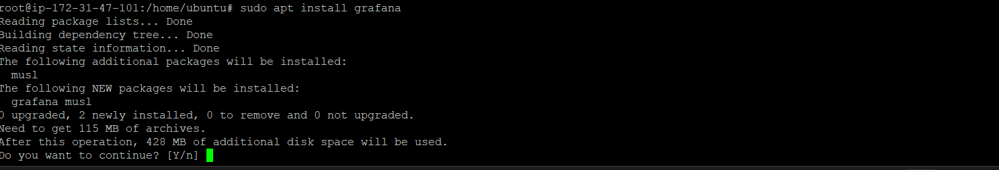 root@ip-172-31-47-101:/home/ubuntu# sudo apt install grafana
Reading package lists... Done
Building dependency tree... Done
Reading state information... Done
The following additional packages will be installed:
  musl
The following NEW packages will be installed:
  grafana musl
0 upgraded, 2 newly installed, 0 to remove and 0 not upgraded.
Need to get 115 MB of archives.
After this operation, 428 MB of additional disk space will be used.
Do you want to continue? [Y/n]